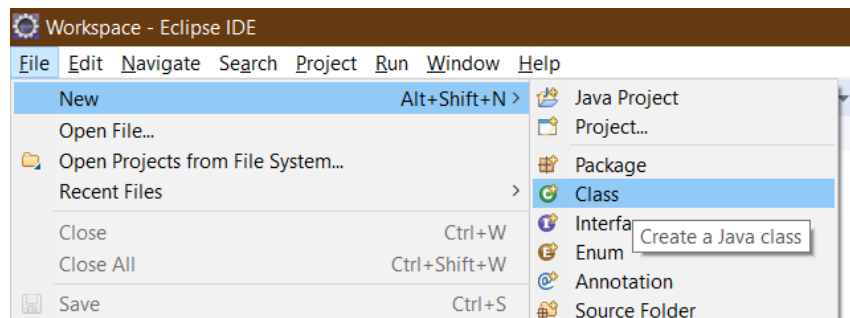 Workspace - Eclipse IDE
File Edit Navigate Search Project Run Window Help
New Alt+Shift+N >
Open File...
Open Projects from File System...
Recent Files >
Close Ctrl+W
Close All Ctrl+Shift+W
Save Ctrl+S
Java Project
Project...
Package
Class
Interfa
Create a Java class
Enum
Annotation
Source Folder